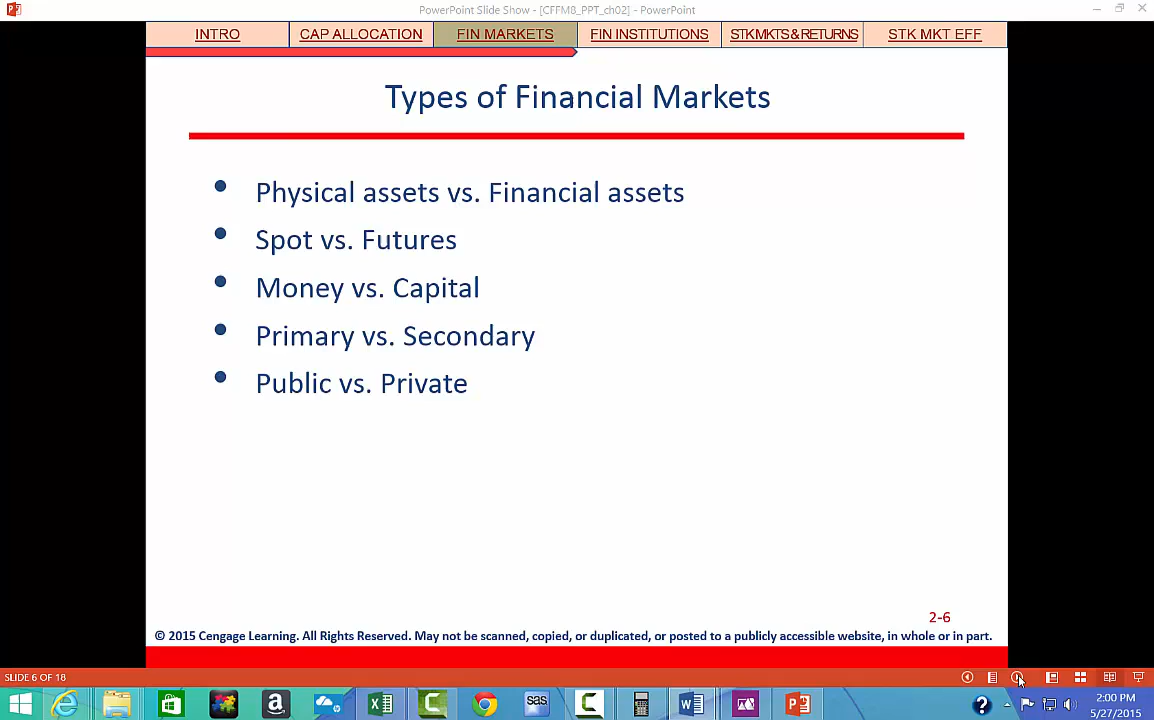 PowerPoint Slide Show - [CFFM8_PPT_ch02] - PowerPoint
INTRO
CAP ALLOCATION
FIN MARKETS
FIN INSTITUTIONS
STK MKTS & RETURNS
STK MKT EFF
Types of Financial Markets
• Physical assets vs. Financial assets
• Spot vs. Futures
• Money vs. Capital
• Primary vs. Secondary
• Public vs. Private
2-6
© 2015 Cengage Learning. All Rights Reserved. May not be scanned, copied, or duplicated, or posted to a publicly accessible website, in whole or in part.
SLIDE 6 OF 18
sas
2:00 PM
5/27/2015